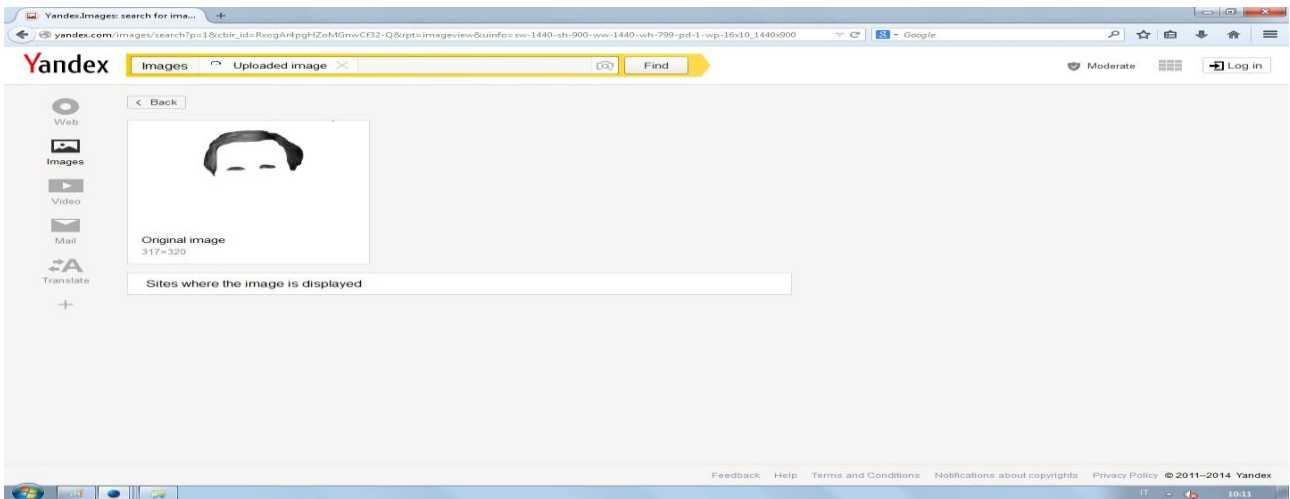 Yandex.Images: search for ima...
yandex.com/images/search?p=1&cbir_id=RxogAr4pgHZoMGnwCf32-Q&rpt=imageview&uinfo=sw-1440-sh-900-ww-1440-wh-799-pd-1-wp-16x10_1440x900
Google
Yandex
Images
Uploaded image
Find
Moderate
Log in
Web
Images
Video
Mail
Translate
< Back
Original image
317×320
Sites where the image is displayed
Feedback Help Terms and Conditions Notifications about copyrights Privacy Policy © 2011–2014 Yandex
IT 10:11